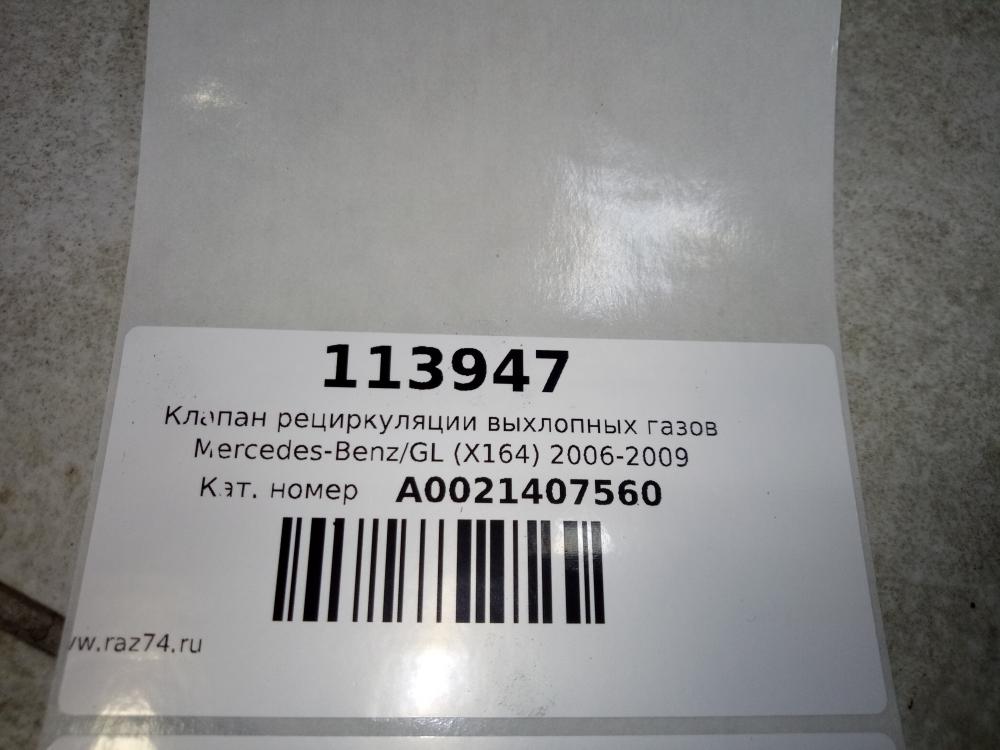 113947
Клапан рециркуляции выхлопных газов
Mercedes-Benz/GL (X164) 2006-2009
Кат. номер A0021407560
w.raz74.ru